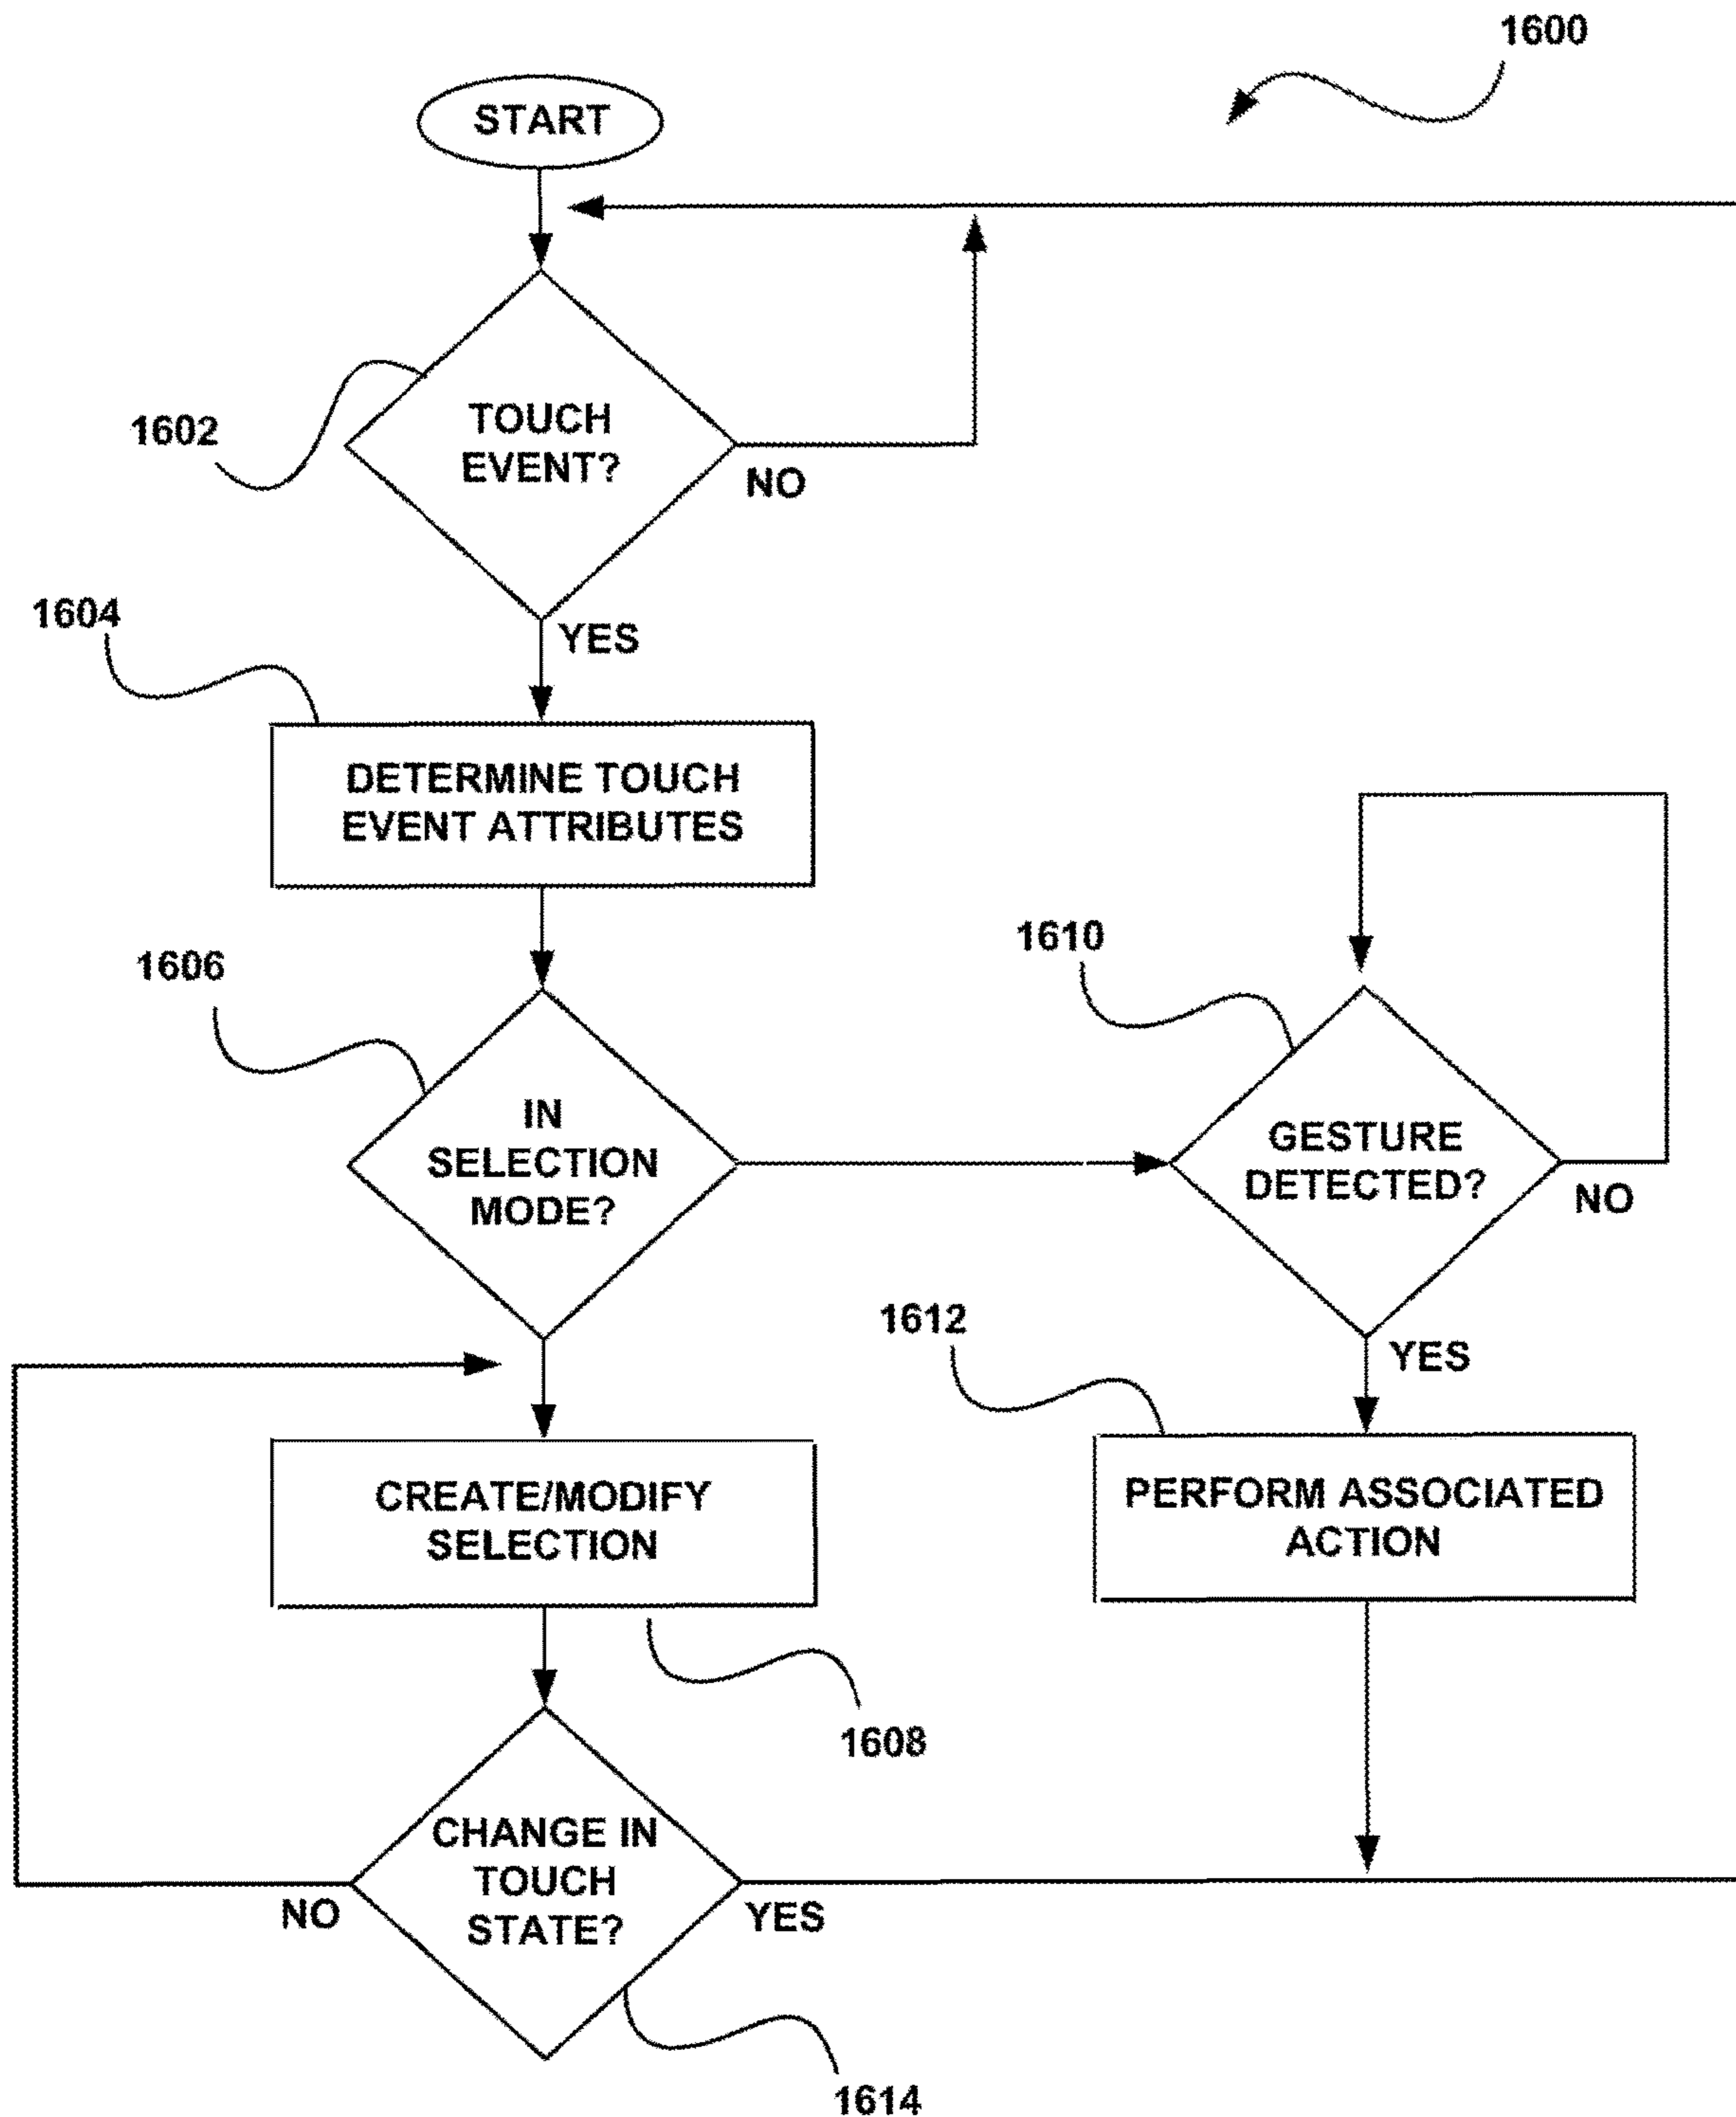 1600
START
1602
TOUCH
EVENT?
NO
YES
1604
DETERMINE TOUCH
EVENT ATTRIBUTES
1606
IN
SELECTION
MODE?
1610
GESTURE
DETECTED?
NO
YES
1612
PERFORM ASSOCIATED
ACTION
CREATE/MODIFY
SELECTION
1608
CHANGE IN
TOUCH
STATE?
NO
YES
1614